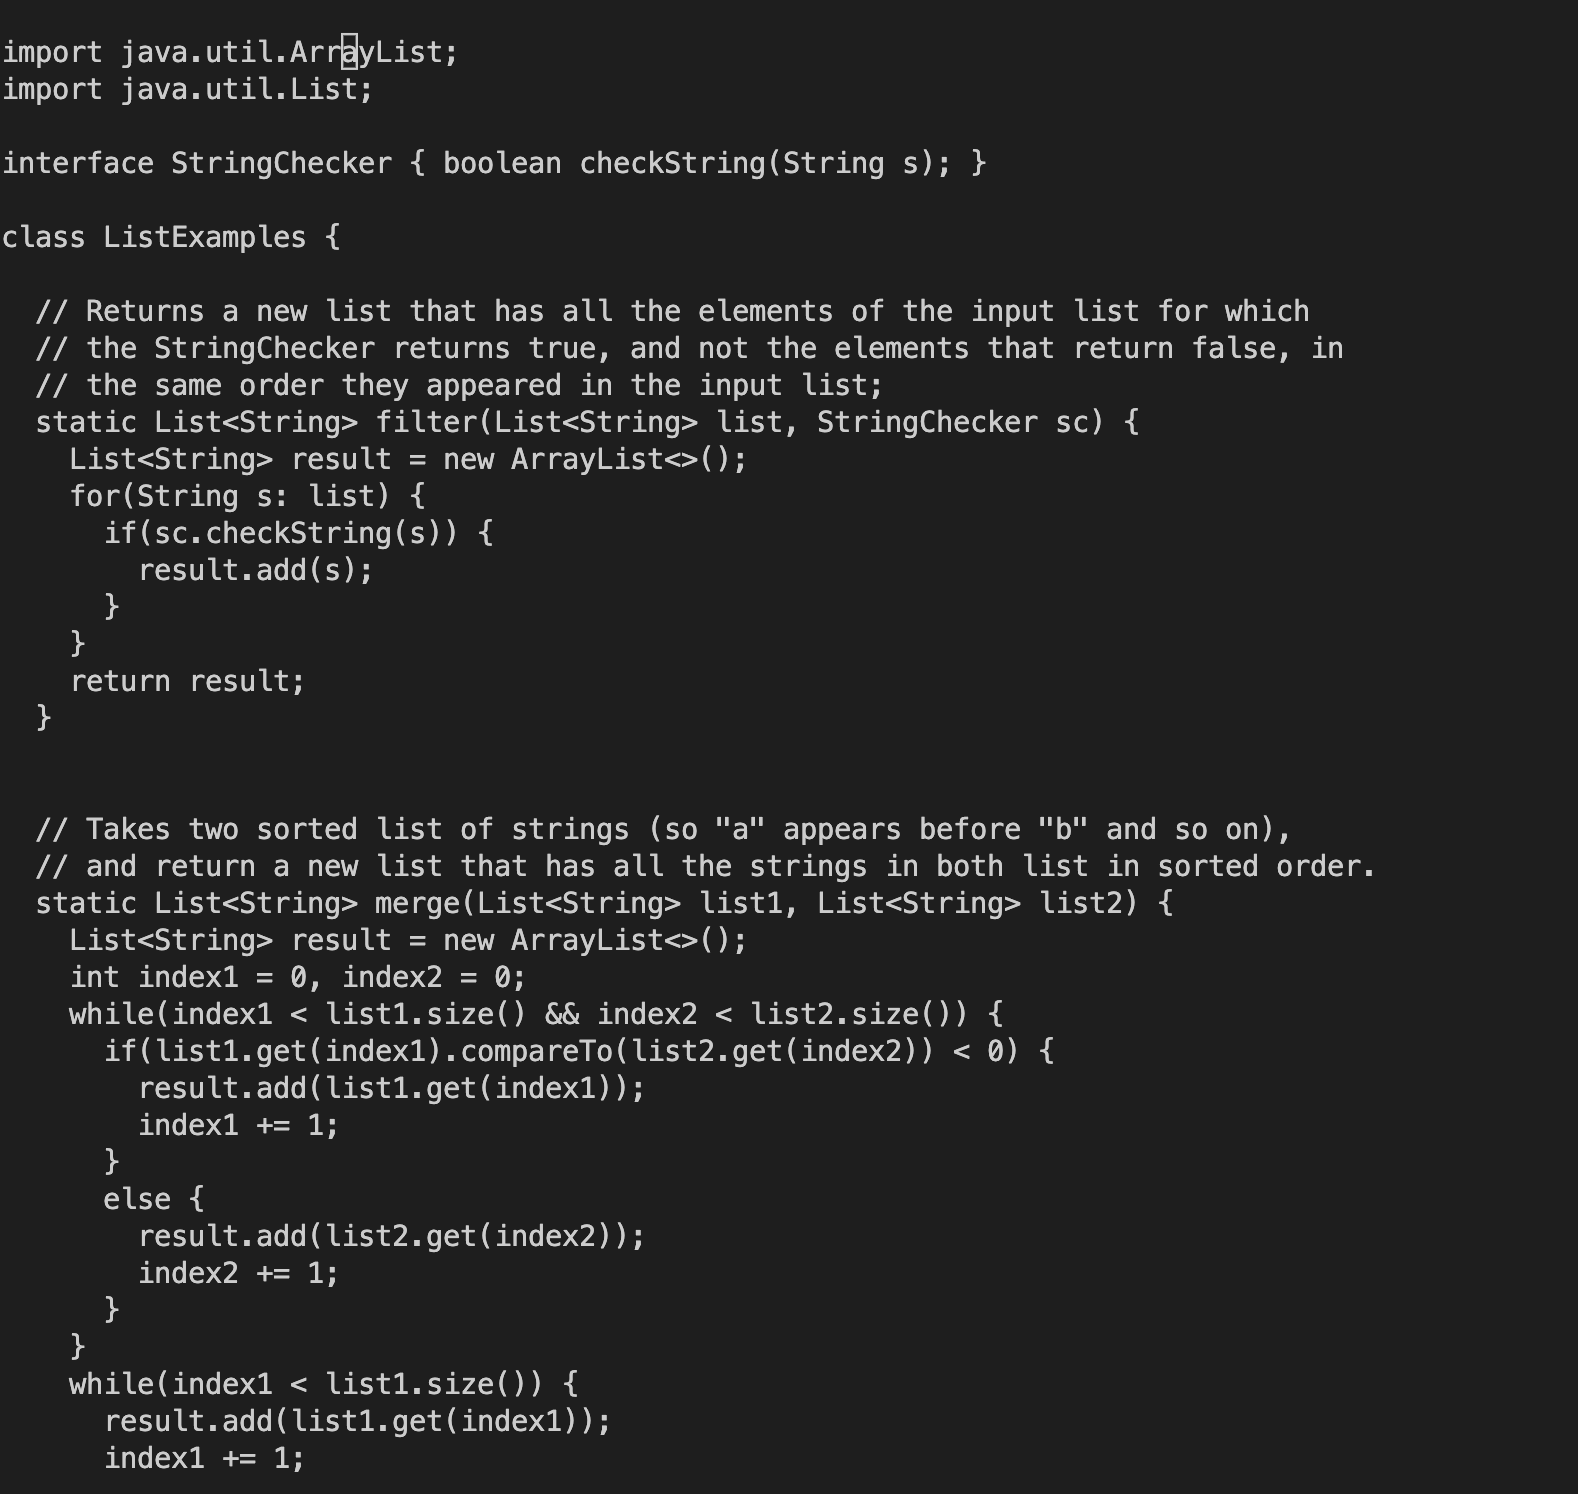 import java.util.ArrayList;
import java.util.List;

interface StringChecker { boolean checkString(String s); }

class ListExamples {

  // Returns a new list that has all the elements of the input list for which
  // the StringChecker returns true, and not the elements that return false, in
  // the same order they appeared in the input list;
  static List<String> filter(List<String> list, StringChecker sc) {
    List<String> result = new ArrayList<>();
    for(String s: list) {
      if(sc.checkString(s)) {
        result.add(s);
      }
    }
    return result;
  }


  // Takes two sorted list of strings (so "a" appears before "b" and so on),
  // and return a new list that has all the strings in both list in sorted order.
  static List<String> merge(List<String> list1, List<String> list2) {
    List<String> result = new ArrayList<>();
    int index1 = 0, index2 = 0;
    while(index1 < list1.size() && index2 < list2.size()) {
      if(list1.get(index1).compareTo(list2.get(index2)) < 0) {
        result.add(list1.get(index1));
        index1 += 1;
      }
      else {
        result.add(list2.get(index2));
        index2 += 1;
      }
    }
    while(index1 < list1.size()) {
      result.add(list1.get(index1));
      index1 += 1;